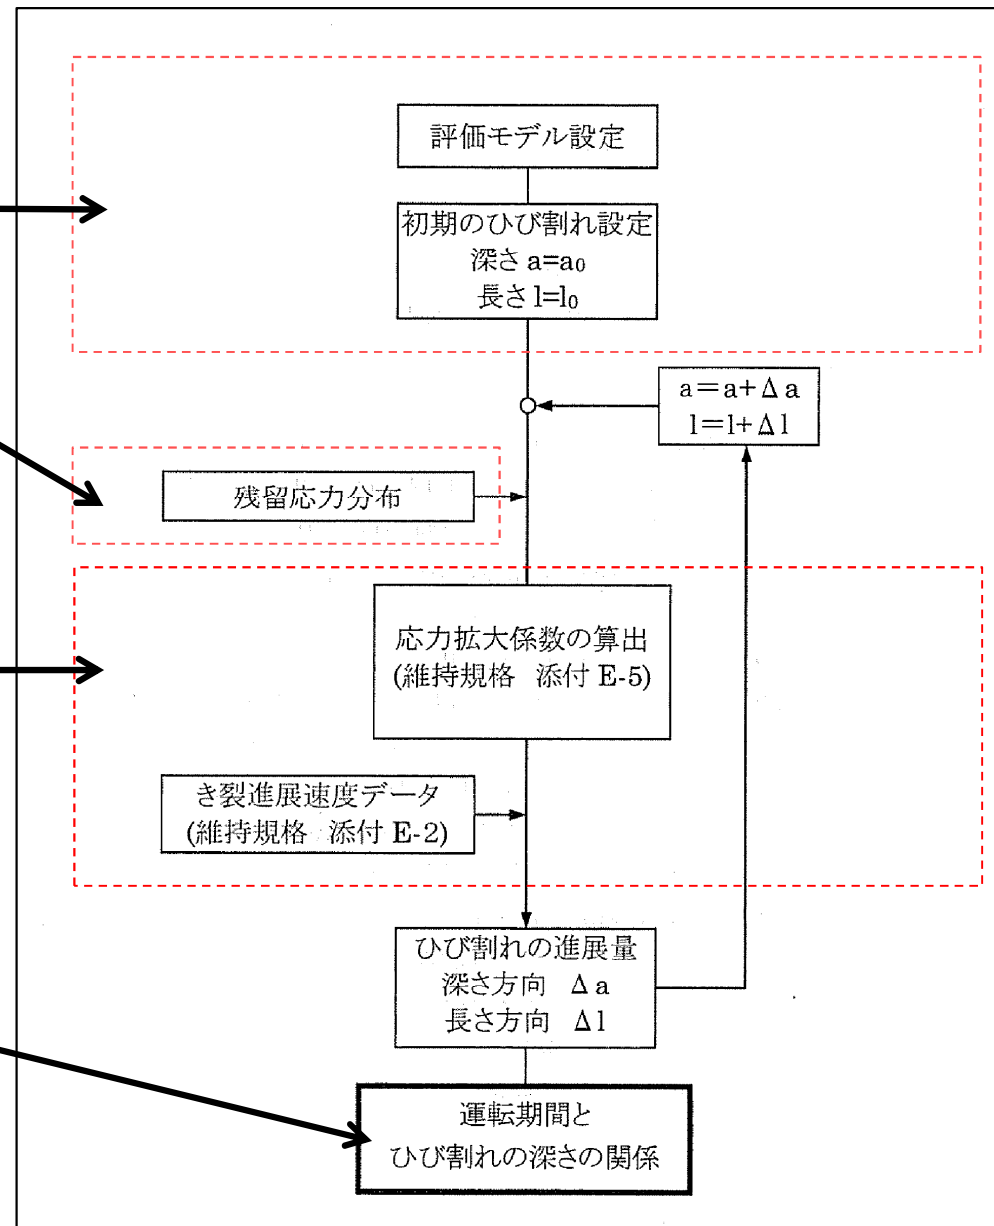 評価モデル設定
初期のひび割れ設定
深さ a=a₀
長さ l=l₀
a=a+Δa
l=l+Δl
残留応力分布
応力拡大係数の算出
(維持規格 添付 E-5)
き裂進展速度データ
(維持規格 添付 E-2)
ひび割れの進展量
深さ方向 Δa
長さ方向 Δl
運転期間と
ひび割れの深さの関係